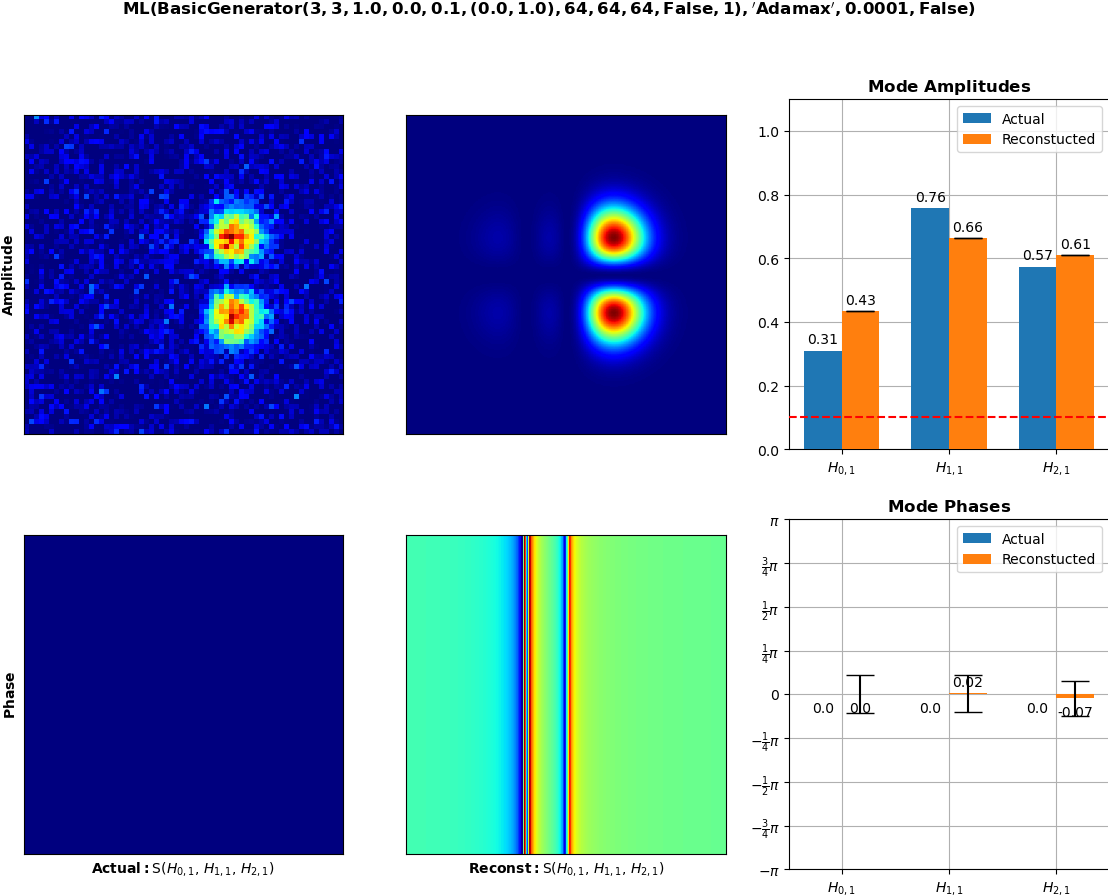 ML(BasicGenerator(3, 3, 1.0, 0.0, 0.1, (0.0, 1.0), 64, 64, 64, False, 1), ′Adamax′, 0.0001, False)
Amplitude
Mode Amplitudes
Actual
Reconstucted
1.0
0.8
0.6
0.4
0.2
0.0
0.31
0.43
0.76
0.66
0.57
0.61
H0,1
H1,1
H2,1
Phase
Actual: S(H0,1, H1,1, H2,1)
Reconst: S(H0,1, H1,1, H2,1)
Mode Phases
Actual
Reconstucted
π
3/4π
1/2π
1/4π
0
−1/4π
−1/2π
−3/4π
−π
0.0
0.0
0.0
0.02
0.0
-0.07
H0,1
H1,1
H2,1